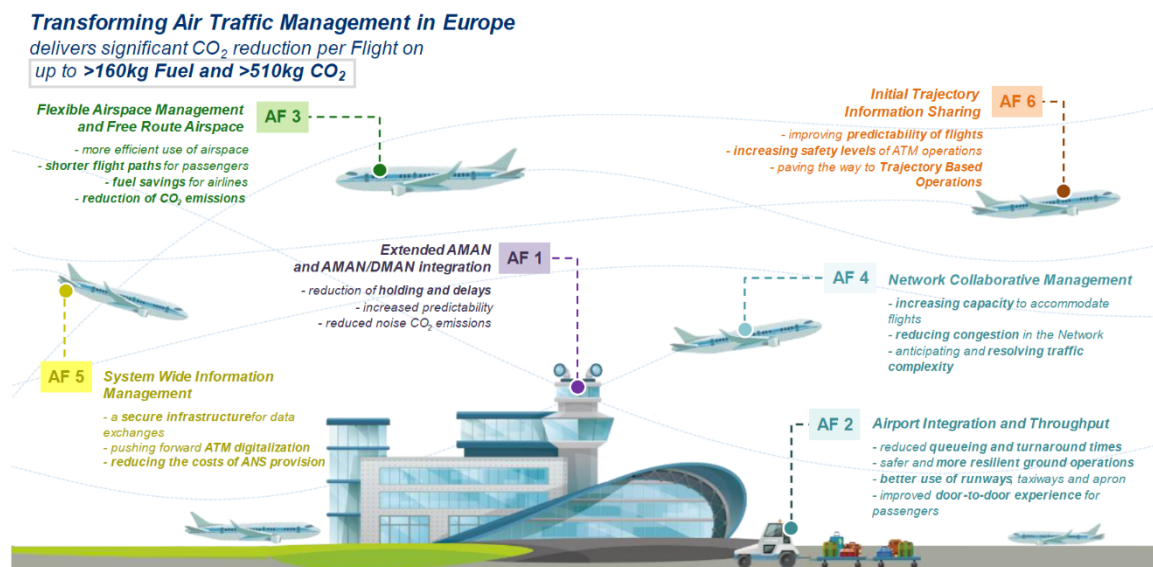 Transforming Air Traffic Management in Europe
delivers significant CO₂ reduction per Flight on
up to >160kg Fuel and >510kg CO₂
Flexible Airspace Management
and Free Route Airspace
AF 3
- more efficient use of airspace
- shorter flight paths for passengers
- fuel savings for airlines
- reduction of CO₂ emissions
Initial Trajectory
Information Sharing
AF 6
- improving predictability of flights
- increasing safety levels of ATM operations
- paving the way to Trajectory Based
Operations
Extended AMAN
and AMAN/DMAN integration
AF 1
- reduction of holding and delays
- increased predictability
- reduced noise CO₂ emissions
AF 4
Network Collaborative Management
- increasing capacity to accommodate
flights
- reducing congestion in the Network
- anticipating and resolving traffic
complexity
AF 5
System Wide Information
Management
- a secure infrastructure for data
exchanges
- pushing forward ATM digitalization
- reducing the costs of ANS provision
AF 2
Airport Integration and Throughput
- reduced queueing and turnaround times
- safer and more resilient ground operations
- better use of runways, taxiways and apron
- improved door-to-door experience for
passengers